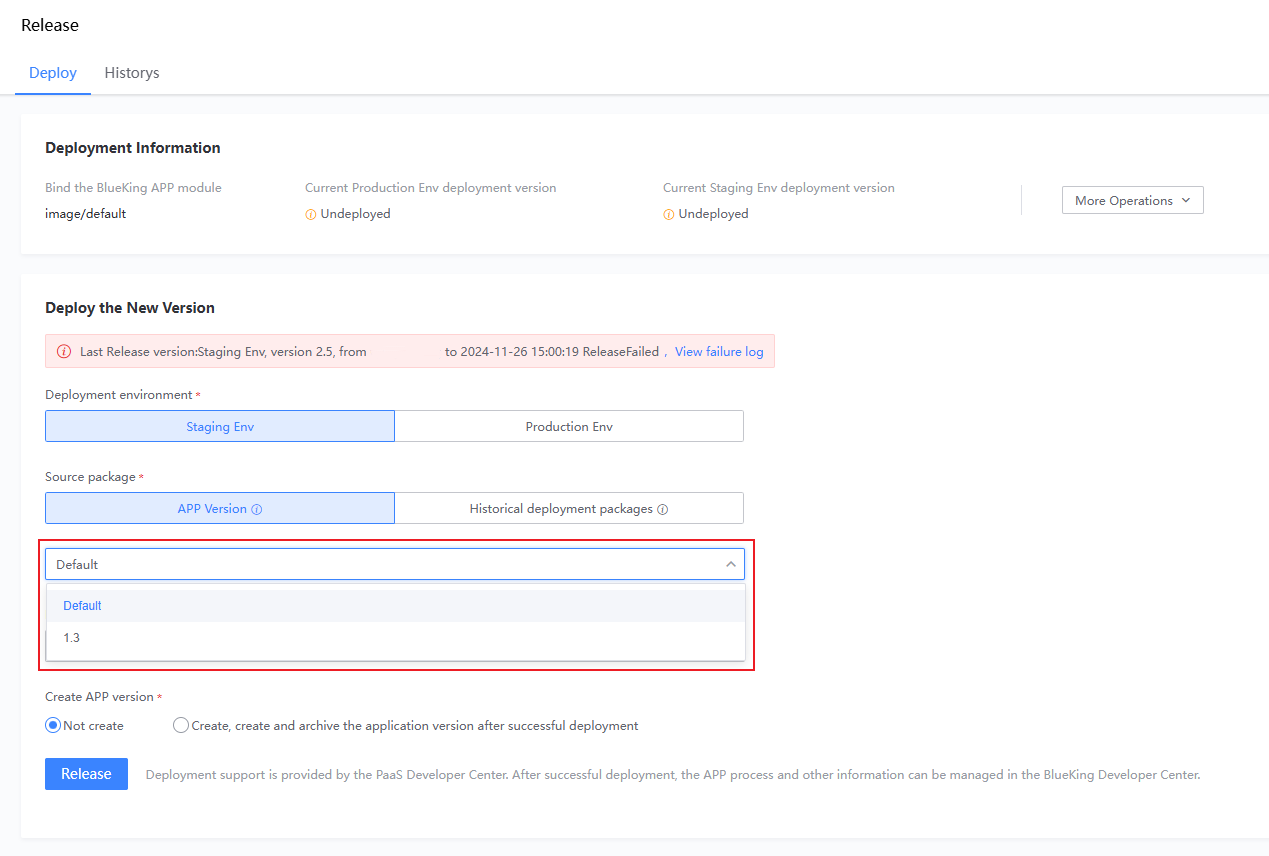 Release
Deploy Historys
Deployment Information
Bind the BlueKing APP module Current Production Env deployment version Current Staging Env deployment version
image/default Undeployed Undeployed More Operations
Deploy the New Version
Last Release version:Staging Env, version 2.5, from to 2024-11-26 15:00:19 ReleaseFailed , View failure log
Deployment environment *
Staging Env Production Env
Source package *
APP Version Historical deployment packages
Default
Default
1.3
Create APP version *
Not create Create, create and archive the application version after successful deployment
Release Deployment support is provided by the PaaS Developer Center. After successful deployment, the APP process and other information can be managed in the BlueKing Developer Center.